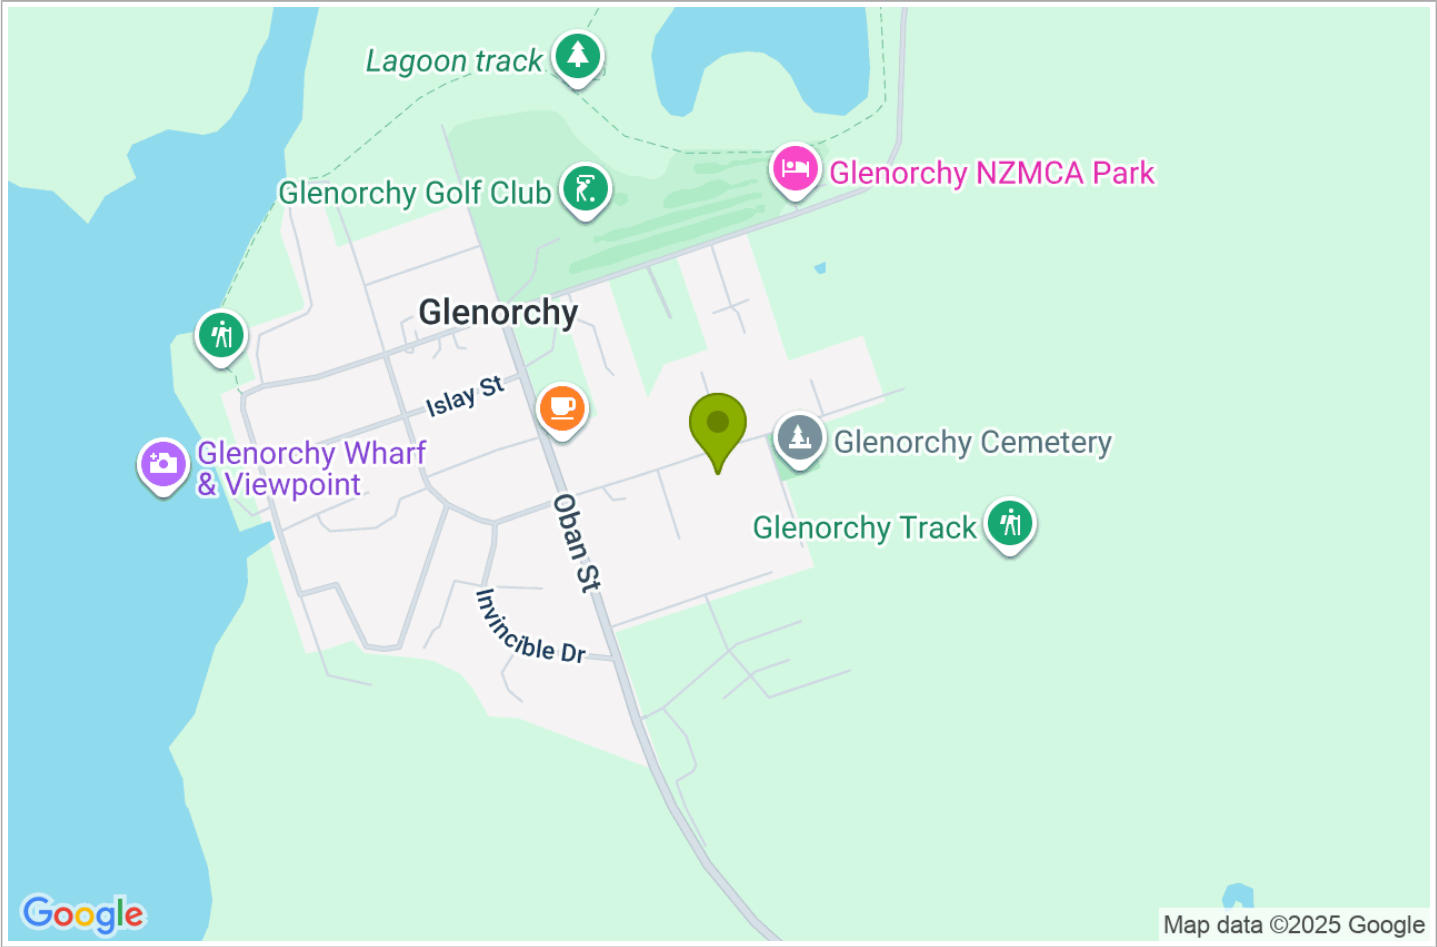 Lagoon track
Glenorchy NZMCA Park
Glenorchy Golf Club
Glenorchy
Islay St
Glenorchy Wharf
& Viewpoint
Glenorchy Cemetery
Oban St
Glenorchy Track
Invincible Dr
Google
Map data ©2025 Google